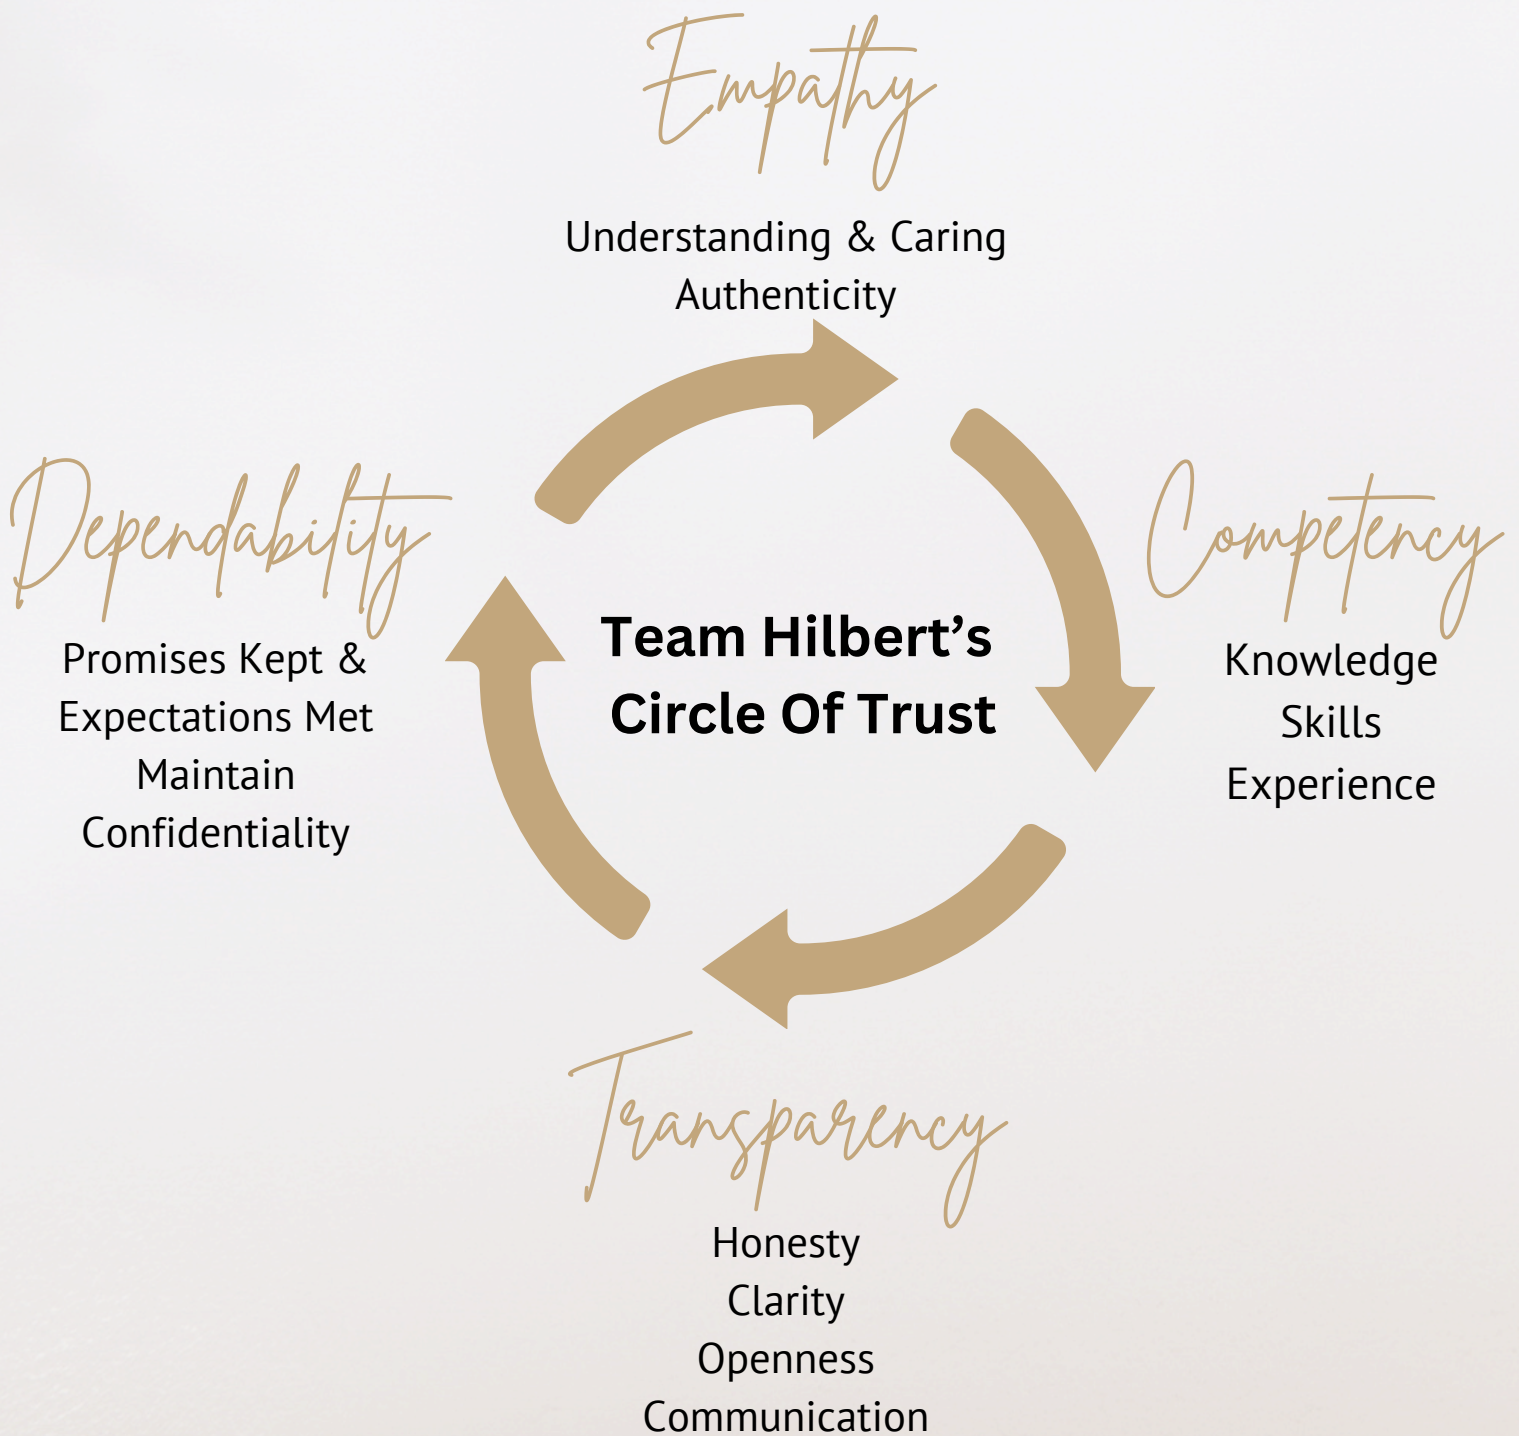 Empathy
Understanding & Caring
Authenticity
Dependability
Promises Kept &
Expectations Met
Maintain
Confidentiality
Team Hilbert’s
Circle Of Trust
Competency
Knowledge
Skills
Experience
Transparency
Honesty
Clarity
Openness
Communication